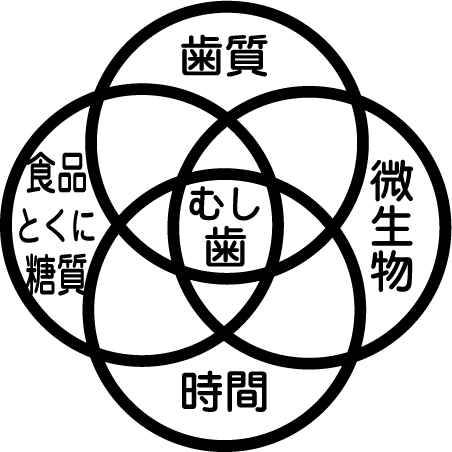 歯質
食品
とくに
糖質
むし
歯
微
生
物
時間